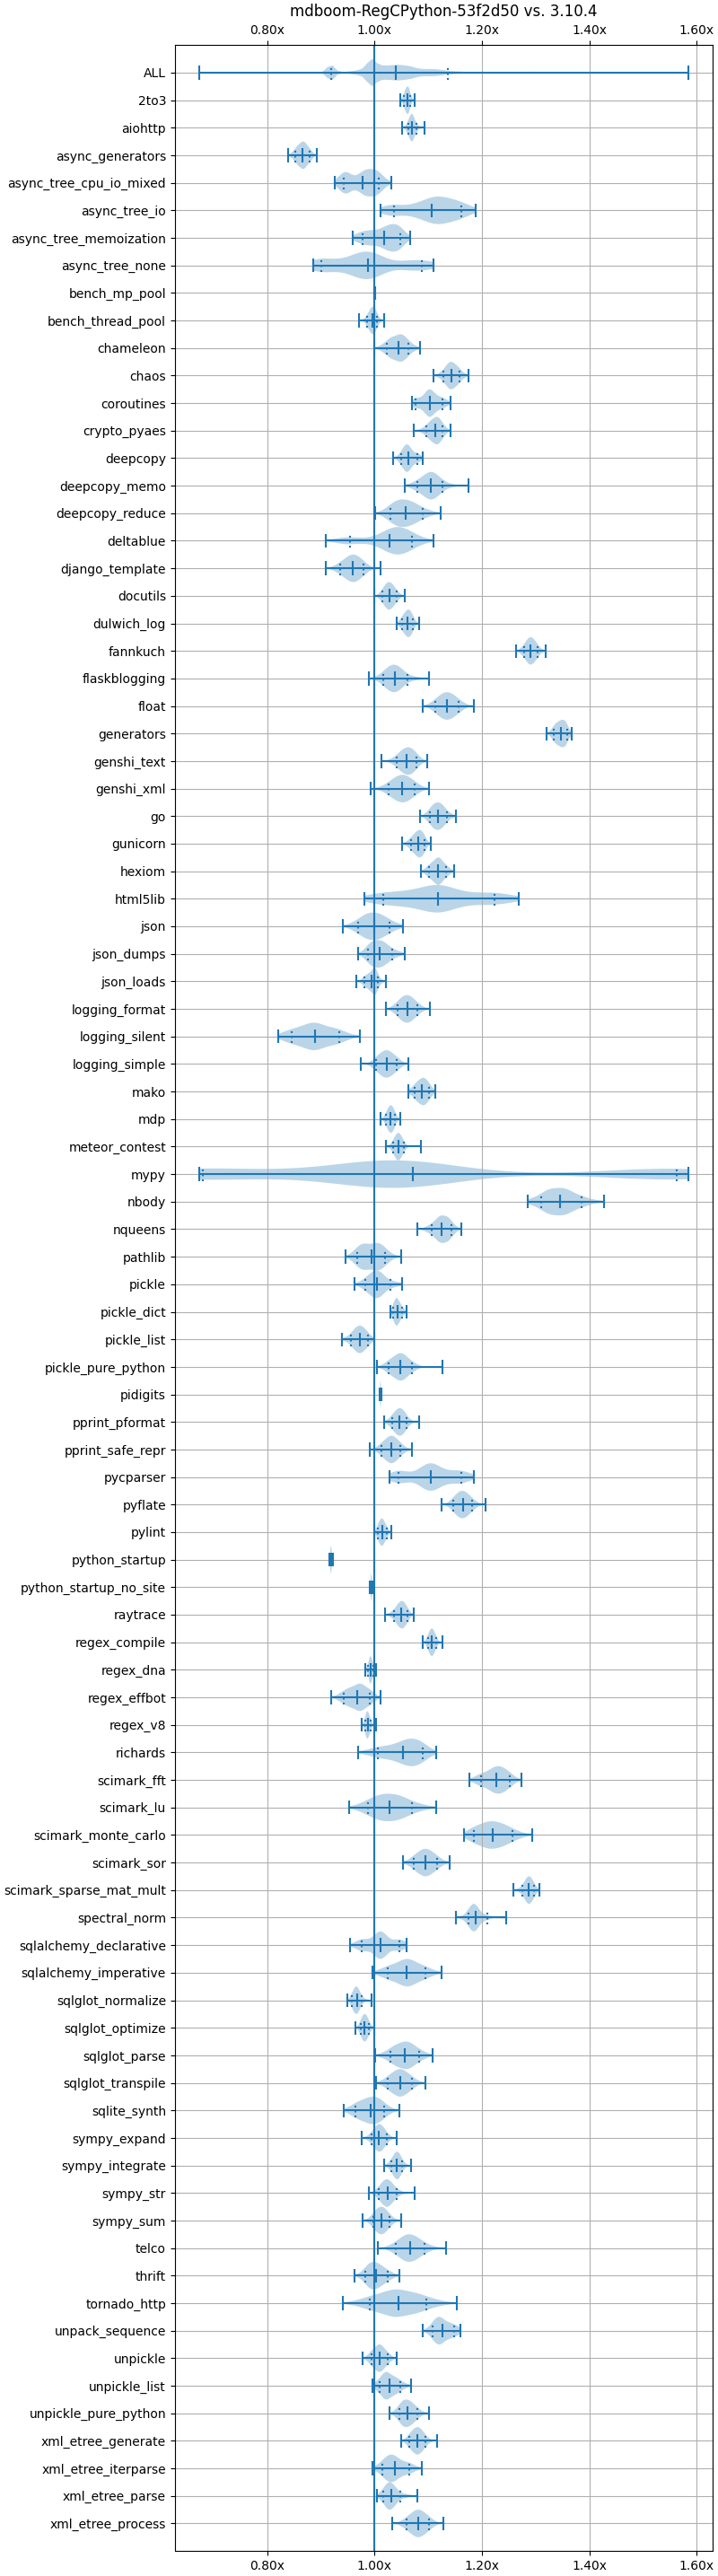 mdboom-RegCPython-53f2d50 vs. 3.10.4
0.80x 1.00x 1.20x 1.40x 1.60x
ALL
2to3
aiohttp
async_generators
async_tree_cpu_io_mixed
async_tree_io
async_tree_memoization
async_tree_none
bench_mp_pool
bench_thread_pool
chameleon
chaos
coroutines
crypto_pyaes
deepcopy
deepcopy_memo
deepcopy_reduce
deltablue
django_template
docutils
dulwich_log
fannkuch
flaskblogging
float
generators
genshi_text
genshi_xml
go
gunicorn
hexiom
html5lib
json
json_dumps
json_loads
logging_format
logging_silent
logging_simple
mako
mdp
meteor_contest
mypy
nbody
nqueens
pathlib
pickle
pickle_dict
pickle_list
pickle_pure_python
pidigits
pprint_pformat
pprint_safe_repr
pycparser
pyflate
pylint
python_startup
python_startup_no_site
raytrace
regex_compile
regex_dna
regex_effbot
regex_v8
richards
scimark_fft
scimark_lu
scimark_monte_carlo
scimark_sor
scimark_sparse_mat_mult
spectral_norm
sqlalchemy_declarative
sqlalchemy_imperative
sqlglot_normalize
sqlglot_optimize
sqlglot_parse
sqlglot_transpile
sqlite_synth
sympy_expand
sympy_integrate
sympy_str
sympy_sum
telco
thrift
tornado_http
unpack_sequence
unpickle
unpickle_list
unpickle_pure_python
xml_etree_generate
xml_etree_iterparse
xml_etree_parse
xml_etree_process
0.80x 1.00x 1.20x 1.40x 1.60x